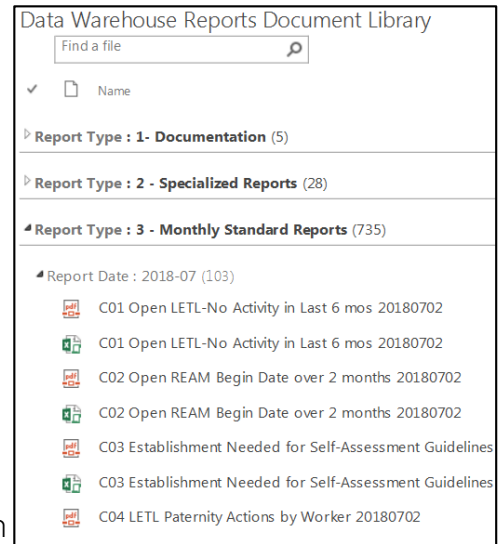 Data Warehouse Reports Document Library
Find a file
Name
Report Type : 1- Documentation (5)
Report Type : 2 - Specialized Reports (28)
Report Type : 3 - Monthly Standard Reports (735)
Report Date : 2018-07 (103)
C01 Open LETL-No Activity in Last 6 mos 20180702
C01 Open LETL-No Activity in Last 6 mos 20180702
C02 Open REAM Begin Date over 2 months 20180702
C02 Open REAM Begin Date over 2 months 20180702
C03 Establishment Needed for Self-Assessment Guidelines
C03 Establishment Needed for Self-Assessment Guidelines
C04 LETL Paternity Actions by Worker 20180702